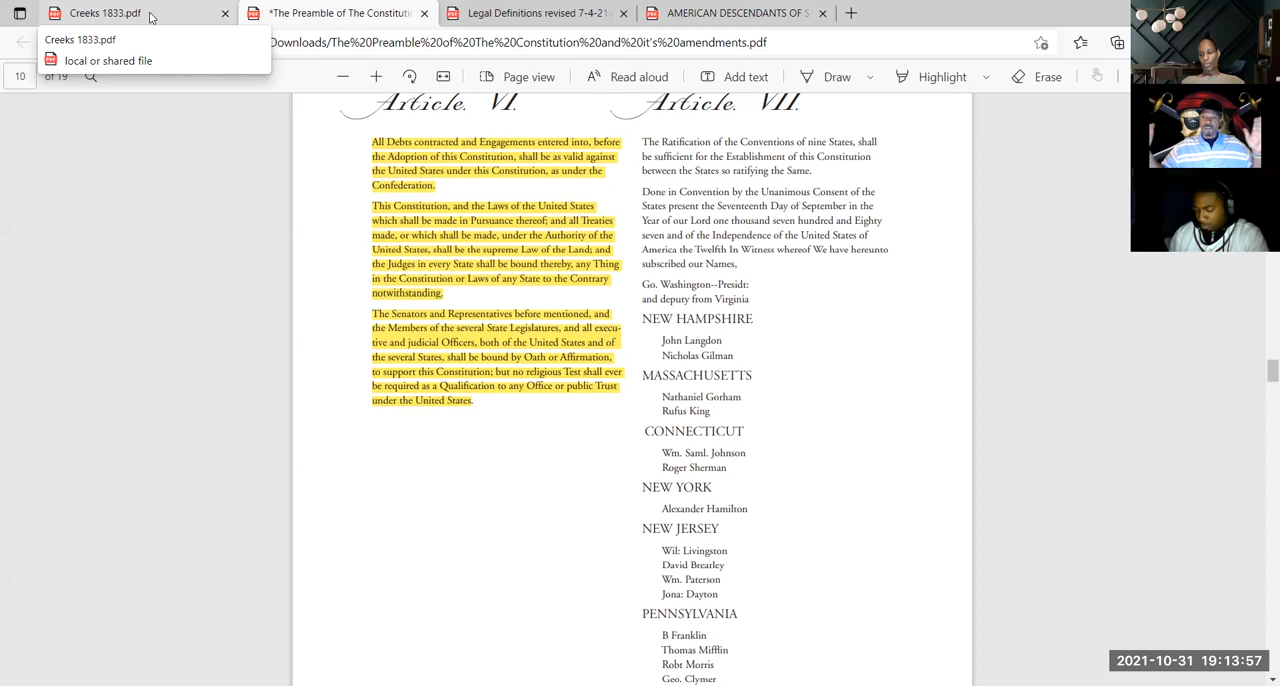 Creeks 1833.pdf
*The Preamble of The Constitutio
Legal Definitions revised 7-4-21
AMERICAN DESCENDANTS OF S
Creeks 1833.pdf
local or shared file
Downloads/The%20Preamble%20of%20The%20Constitution%20and%20it's%20amendments.pdf
10 of 19
Page view
Read aloud
Add text
Draw
Highlight
Erase
Article. VI.
All Debts contracted and Engagements entered into, before
the Adoption of this Constitution, shall be as valid against
the United States under this Constitution, as under the
Confederation.
This Constitution, and the Laws of the United States
which shall be made in Pursuance thereof; and all Treaties
made, or which shall be made, under the Authority of the
United States, shall be the supreme Law of the Land; and
the Judges in every State shall be bound thereby, any Thing
in the Constitution or Laws of any State to the Contrary
notwithstanding.
The Senators and Representatives before mentioned, and
the Members of the several State Legislatures, and all execu-
tive and judicial Officers, both of the United States and of
the several States, shall be bound by Oath or Affirmation,
to support this Constitution; but no religious Test shall ever
be required as a Qualification to any Office or public Trust
under the United States.
Article. VII.
The Ratification of the Conventions of nine States, shall
be sufficient for the Establishment of this Constitution
between the States so ratifying the Same.
Done in Convention by the Unanimous Consent of the
States present the Seventeenth Day of September in the
Year of our Lord one thousand seven hundred and Eighty
seven and of the Independence of the United States of
America the Twelfth In Witness whereof We have hereunto
subscribed our Names,
Go. Washington--Presidt:
and deputy from Virginia
NEW HAMPSHIRE
John Langdon
Nicholas Gilman
MASSACHUSETTS
Nathaniel Gorham
Rufus King
CONNECTICUT
Wm. Saml. Johnson
Roger Sherman
NEW YORK
Alexander Hamilton
NEW JERSEY
Wil: Livingston
David Brearley
Wm. Paterson
Jona: Dayton
PENNSYLVANIA
B Franklin
Thomas Mifflin
Robt Morris
Geo. Clymer
2021-10-31 19:13:57